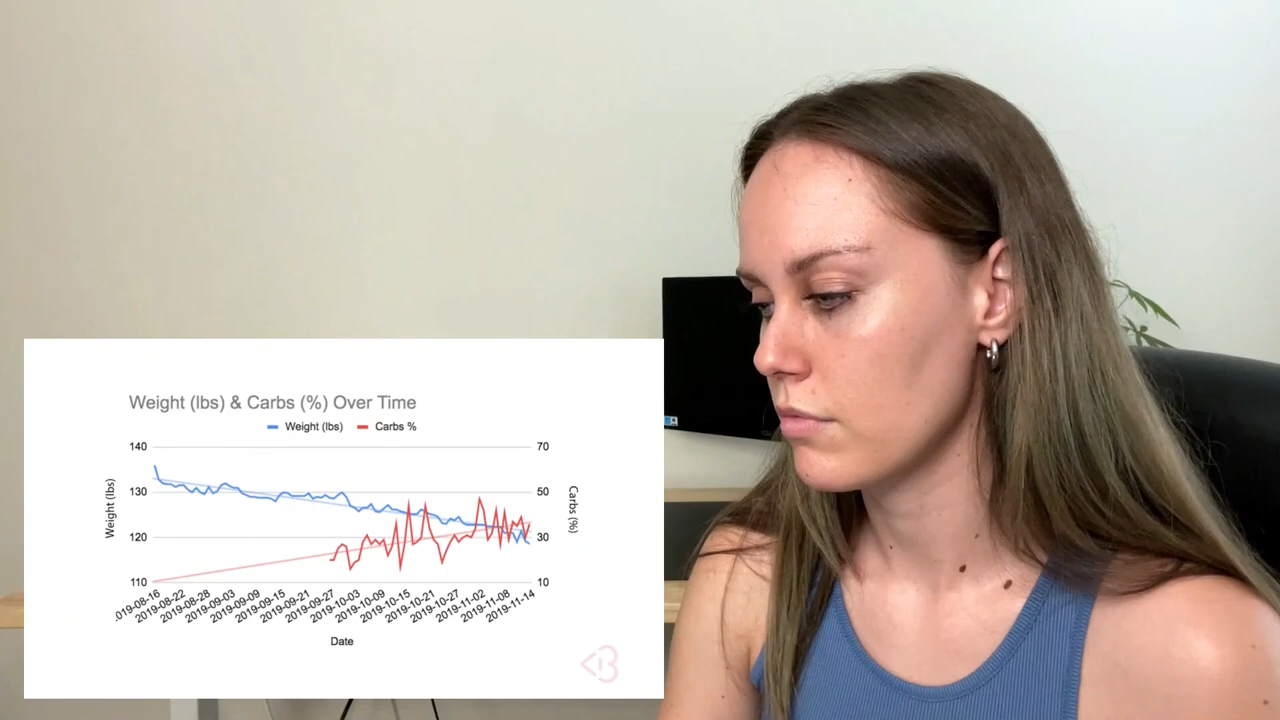 Weight (lbs) & Carbs (%) Over Time
Weight (lbs) Carbs %
140 70
130 50
120 30
110 10
Weight (lbs)
Carbs (%)
019-08-16 2019-08-22 2019-08-28 2019-09-03 2019-09-09 2019-09-15 2019-09-21 2019-09-27 2019-10-03 2019-10-09 2019-10-15 2019-10-21 2019-10-27 2019-11-02 2019-11-08 2019-11-14
Date